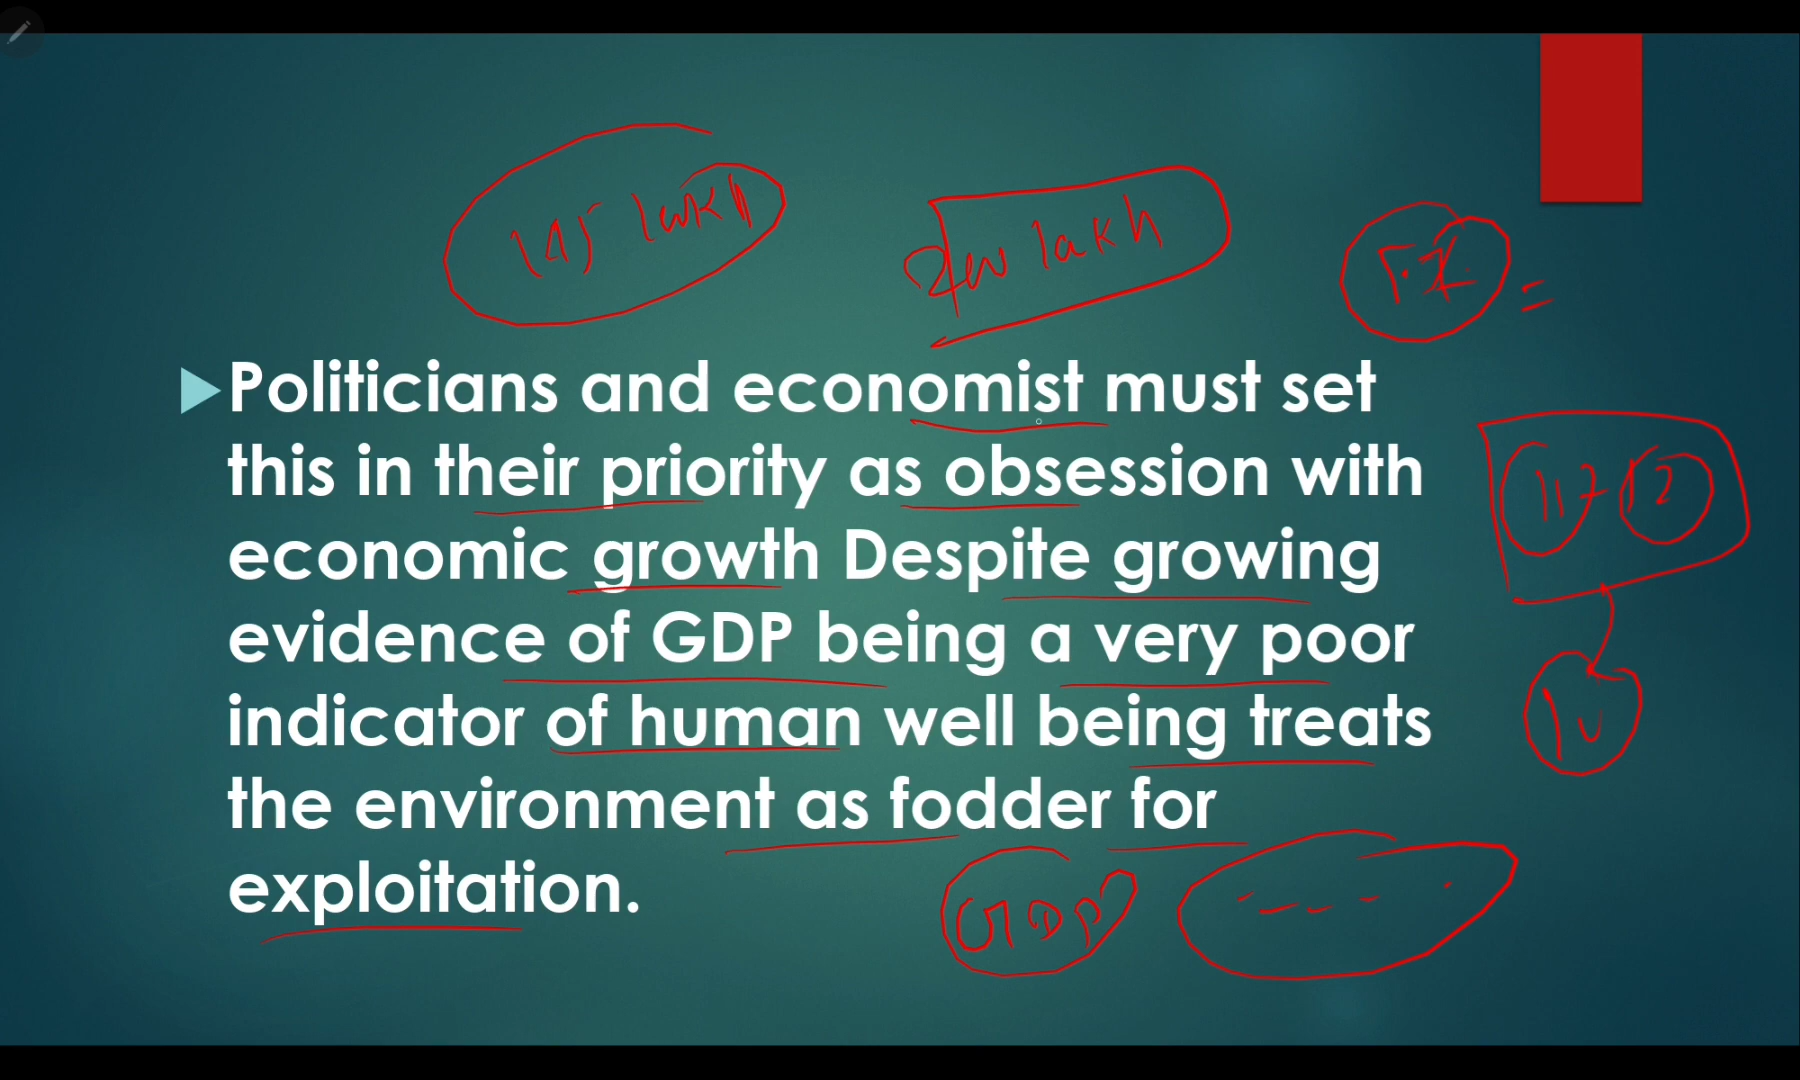 lakh
Politicians and economist must set
this in their priority as obsession with
economic growth Despite growing
evidence of GDP being a very poor
indicator of human well being treats
the environment as fodder for
exploitation.
GDP